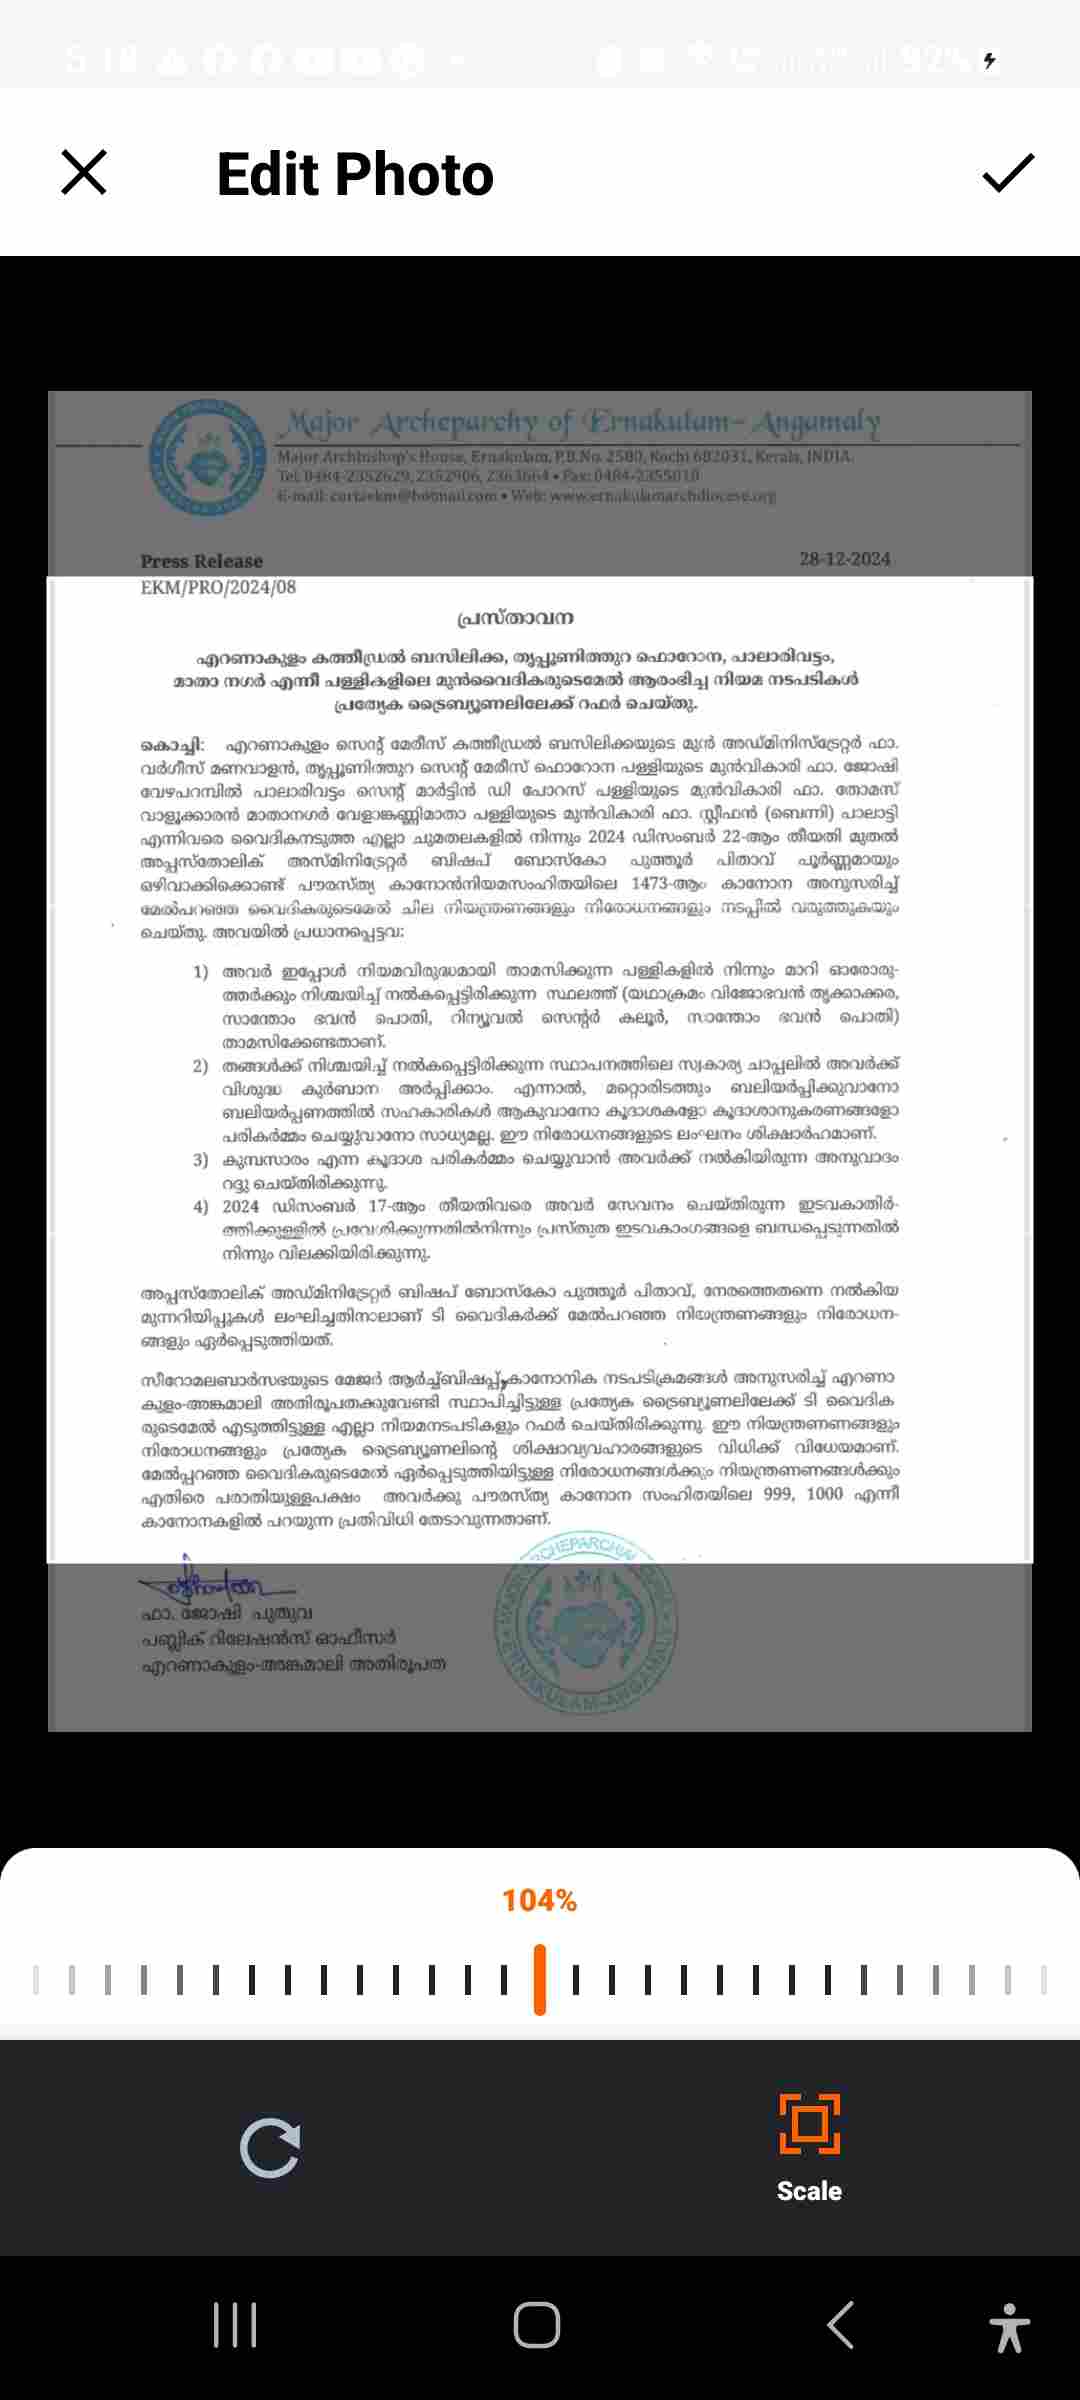 Edit Photo
Major Archeparchy of Ernakulam-Angamaly
Major Archbishop's House, Ernakulam, P.B.No. 2580, Kochi 682031, Kerala, INDIA.
Tel: 0484-2352629, 2352906, 2363664 • Fax: 0484-2355010
E-mail: curiaekm@hotmail.com • Web: www.ernakulamarchdiocese.org
Press Release 28-12-2024
EKM/PRO/2024/08
പ്രസ്താവന
എറണാകുളം കത്തീഡ്രൽ ബസിലിക്ക, തൃപ്പൂണിത്തുറ ഫൊറോന, പാലാരിവട്ടം,
മാതാ നഗർ എന്നീ പള്ളികളിലെ മുൻവൈദികരുടെമേൽ ആരംഭിച്ച നിയമ നടപടികൾ
പ്രത്യേക ട്രൈബ്യൂണലിലേക്ക് റഫർ ചെയ്തു.
കൊച്ചി: എറണാകുളം സെന്റ് മേരീസ് കത്തീഡ്രൽ ബസിലിക്കയുടെ മുൻ അഡ്മിനിസ്ട്രേറ്റർ ഫാ.
വർഗീസ് മണവാളൻ, തൃപ്പൂണിത്തുറ സെന്റ് മേരീസ് ഫൊറോന പള്ളിയുടെ മുൻവികാരി ഫാ. ജോഷി
വേഴപറമ്പിൽ പാലാരിവട്ടം സെന്റ് മാർട്ടിൻ ഡി പോറസ് പള്ളിയുടെ മുൻവികാരി ഫാ. തോമസ്
വാളൂക്കാരൻ മാതാനഗർ വേളാങ്കണ്ണിമാതാ പള്ളിയുടെ മുൻവികാരി ഫാ. സ്റ്റീഫൻ (ബെന്നി) പാലാട്ടി
എന്നിവരെ വൈദികനടുത്ത എല്ലാ ചുമതലകളിൽ നിന്നും 2024 ഡിസംബർ 22-ആം തീയതി മുതൽ
അപ്പസ്തോലിക് അസ്മിനിട്രേറ്റർ ബിഷപ് ബോസ്കോ പുത്തൂർ പിതാവ് പൂർണ്ണമായും
ഒഴിവാക്കിക്കൊണ്ട് പൗരസ്ത്യ കാനോൻനിയമസംഹിതയിലെ 1473-ആം കാനോന അനുസരിച്ച്
മേൽപറഞ്ഞ വൈദികരുടെമേൽ ചില നിയന്ത്രണങ്ങളും നിരോധനങ്ങളും നടപ്പിൽ വരുത്തുകയും
ചെയ്തു. അവയിൽ പ്രധാനപ്പെട്ടവ:
1) അവർ ഇപ്പോൾ നിയമവിരുദ്ധമായി താമസിക്കുന്ന പള്ളികളിൽ നിന്നും മാറി ഓരോരു-
ത്തർക്കും നിശ്ചയിച്ച് നൽകപ്പെട്ടിരിക്കുന്ന സ്ഥലത്ത് (യഥാക്രമം വിജോഭവൻ തൃക്കാക്കര,
സാന്തോം ഭവൻ പൊതി, റിന്യൂവൽ സെന്റർ കലൂർ, സാന്തോം ഭവൻ പൊതി)
താമസിക്കേണ്ടതാണ്.
2) തങ്ങൾക്ക് നിശ്ചയിച്ച് നൽകപ്പെട്ടിരിക്കുന്ന സ്ഥാപനത്തിലെ സ്വകാര്യ ചാപ്പലിൽ അവർക്ക്
വിശുദ്ധ കുർബാന അർപ്പിക്കാം. എന്നാൽ, മറ്റൊരിടത്തും ബലിയർപ്പിക്കുവാനോ
ബലിയർപ്പണത്തിൽ സഹകാരികൾ ആകുവാനോ കൂദാശകളോ കൂദാശാനുകരണങ്ങളോ
പരികർമ്മം ചെയ്യുവാനോ സാധ്യമല്ല. ഈ നിരോധനങ്ങളുടെ ലംഘനം ശിക്ഷാർഹമാണ്.
3) കുമ്പസാരം എന്ന കൂദാശ പരികർമ്മം ചെയ്യുവാൻ അവർക്ക് നൽകിയിരുന്ന അനുവാദം
റദ്ദു ചെയ്തിരിക്കുന്നു.
4) 2024 ഡിസംബർ 17-ആം തീയതിവരെ അവർ സേവനം ചെയ്തിരുന്ന ഇടവകാതിർ-
ത്തിക്കുള്ളിൽ പ്രവേശിക്കുന്നതിൽനിന്നും പ്രസ്തുത ഇടവകാംഗങ്ങളെ ബന്ധപ്പെടുന്നതിൽ
നിന്നും വിലക്കിയിരിക്കുന്നു.
അപ്പസ്തോലിക് അഡ്മിനിട്രേറ്റർ ബിഷപ് ബോസ്കോ പുത്തൂർ പിതാവ്, നേരത്തെതന്നെ നൽകിയ
മുന്നറിയിപ്പുകൾ ലംഘിച്ചതിനാലാണ് ടി വൈദികർക്ക് മേൽപറഞ്ഞ നിയന്ത്രണങ്ങളും നിരോധന-
ങ്ങളും ഏർപ്പെടുത്തിയത്.
സീറോമലബാർസഭയുടെ മേജർ ആർച്ച്ബിഷപ്പ്, കാനോനിക നടപടിക്രമങ്ങൾ അനുസരിച്ച് എറണാ
കുളം-അങ്കമാലി അതിരൂപതക്കുവേണ്ടി സ്ഥാപിച്ചിട്ടുള്ള പ്രത്യേക ട്രൈബ്യൂണലിലേക്ക് ടി വൈദിക
രുടെമേൽ എടുത്തിട്ടുള്ള എല്ലാ നിയമനടപടികളും റഫർ ചെയ്തിരിക്കുന്നു. ഈ നിയന്ത്രണണങ്ങളും
നിരോധനങ്ങളും പ്രത്യേക ട്രൈബ്യൂണലിന്റെ ശിക്ഷാവ്യവഹാരങ്ങളുടെ വിധിക്ക് വിധേയമാണ്.
മേൽപ്പറഞ്ഞ വൈദികരുടെമേൽ ഏർപ്പെടുത്തിയിട്ടുള്ള നിരോധനങ്ങൾക്കും നിയന്ത്രണണങ്ങൾക്കും
എതിരെ പരാതിയുള്ളപക്ഷം അവർക്കു പൗരസ്ത്യ കാനോന സംഹിതയിലെ 999, 1000 എന്നീ
കാനോനകളിൽ പറയുന്ന പ്രതിവിധി തേടാവുന്നതാണ്.
ഫാ. ജോഷി പുതുവ
പബ്ലിക് റിലേഷൻസ് ഓഫീസർ
എറണാകുളം-അങ്കമാലി അതിരൂപത
104%
Scale